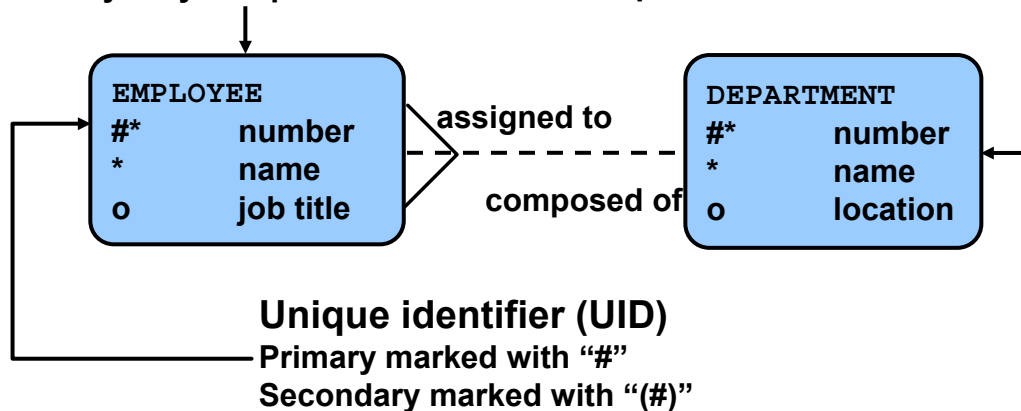 EMPLOYEE
#* number
* name
o job title
assigned to
composed of
DEPARTMENT
#* number
* name
o location
Unique identifier (UID)
Primary marked with “#”
Secondary marked with “(#)”